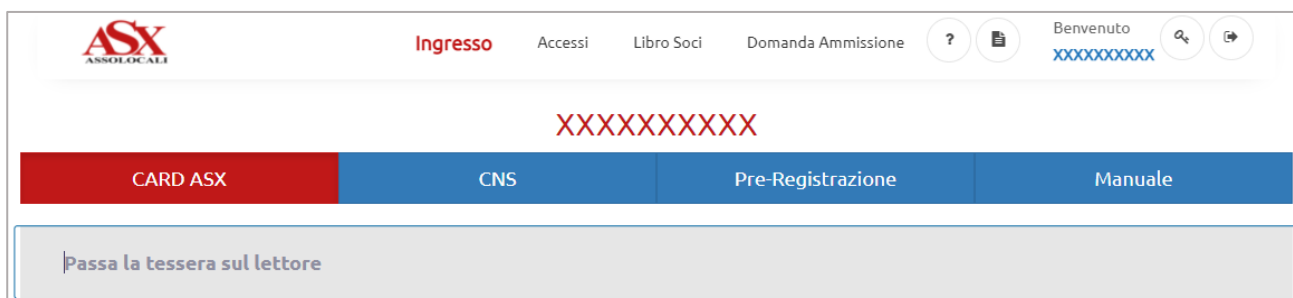 ASX
ASSOLOCALI
Ingresso Accessi Libro Soci Domanda Ammissione ? Benvenuto
XXXXXXXXXX
XXXXXXXXXX
CARD ASX CNS Pre-Registrazione Manuale
Passa la tessera sul lettore